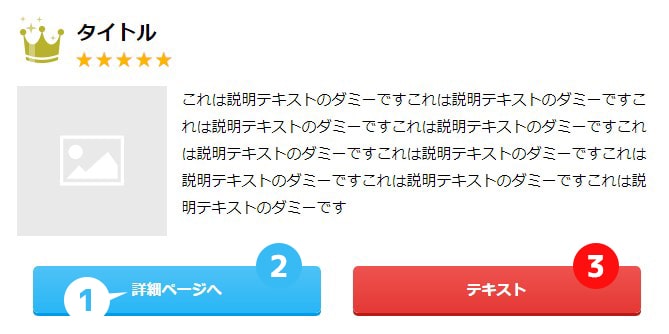 タイトル
★★★★★
これは説明テキストのダミーですこれは説明テキストのダミーですこ
れは説明テキストのダミーですこれは説明テキストのダミーですこれ
は説明テキストのダミーですこれは説明テキストのダミーですこれは
説明テキストのダミーですこれは説明テキストのダミーですこれは説
明テキストのダミーです
2
3
詳細ページへ
テキスト
1